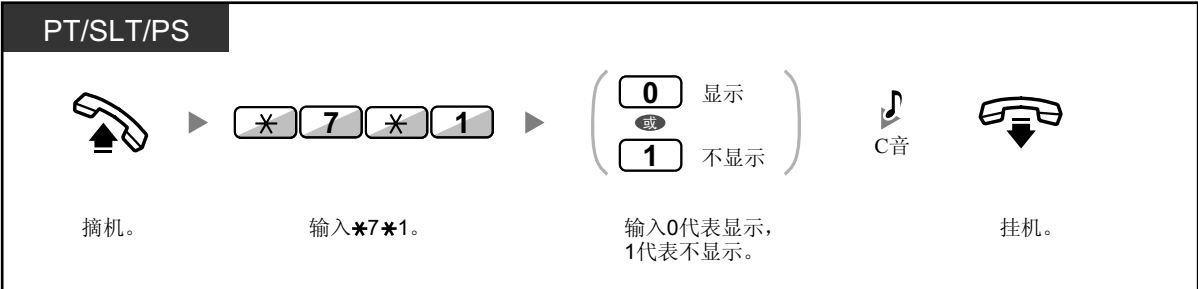 PT/SLT/PS
* 7 * 1
0 显示
或
1 不显示
C音
摘机。
输入*7*1。
输入0代表显示，
1代表不显示。
挂机。